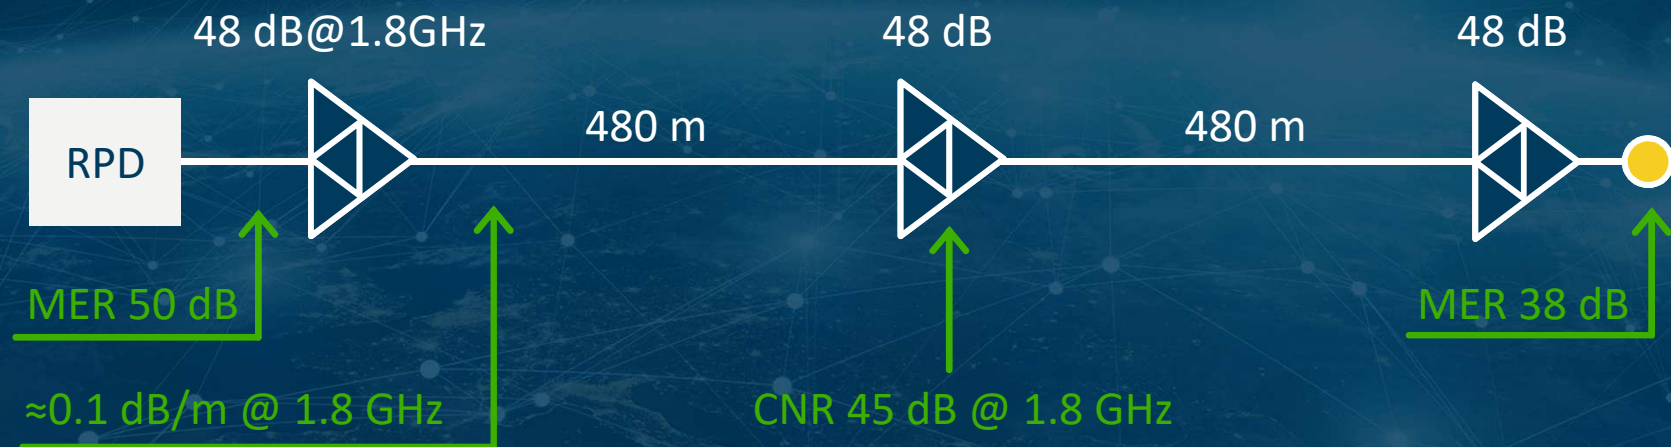 48 dB@1.8GHz
48 dB
48 dB
480 m
480 m
RPD
MER 50 dB
MER 38 dB
≈0.1 dB/m @ 1.8 GHz
CNR 45 dB @ 1.8 GHz